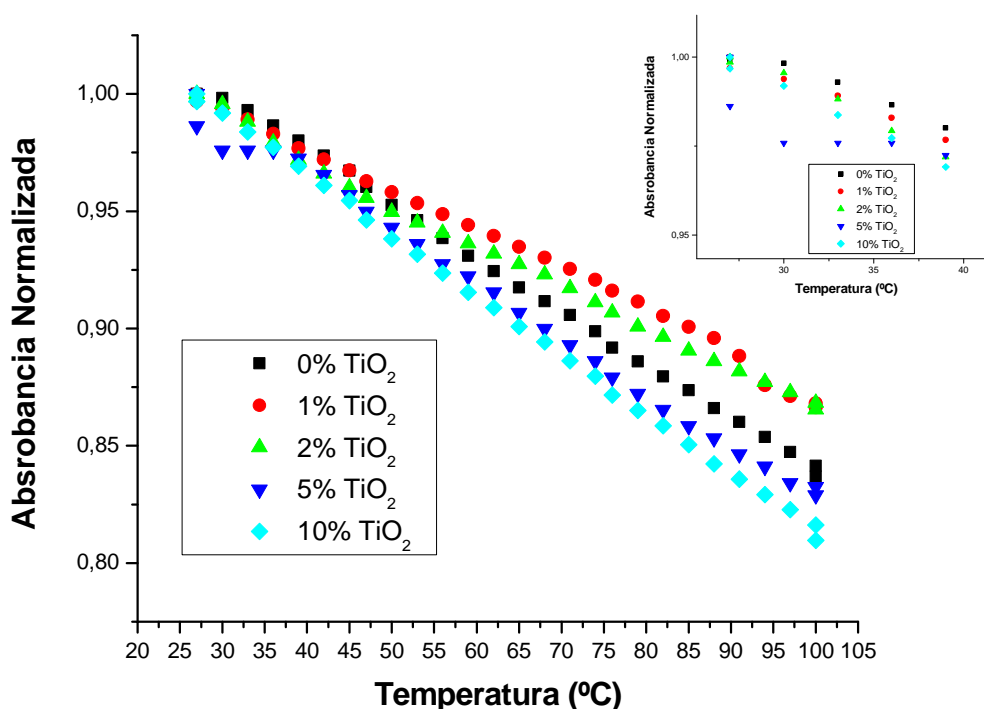 Absrobancia Normalizada
1,00
0,95
0,90
0,85
0,80
20 25 30 35 40 45 50 55 60 65 70 75 80 85 90 95 100 105
Temperatura (ºC)
0% TiO2
1% TiO2
2% TiO2
5% TiO2
10% TiO2
Absrobancia Normalizada
1,00
0,95
30 35 40
Temperatura (ºC)
0% TiO2
1% TiO2
2% TiO2
5% TiO2
10% TiO2